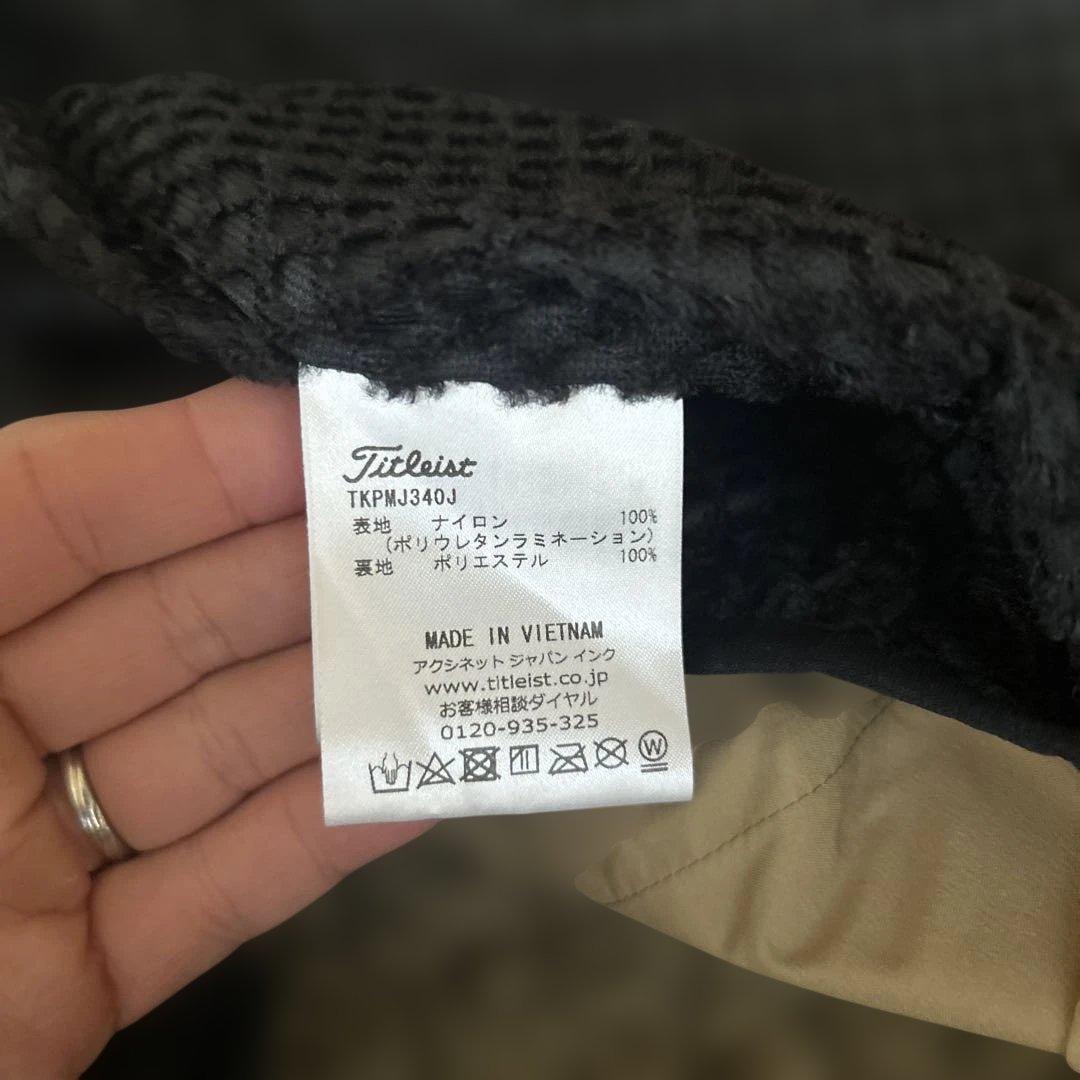 Titleist
TKPMJ340J
表地 ナイロン 100%
(ポリウレタンラミネーション)
裏地 ポリエステル 100%
MADE IN VIETNAM
アクシネット ジャパン インク
www.titleist.co.jp
お客様相談ダイヤル
0120-935-325
W